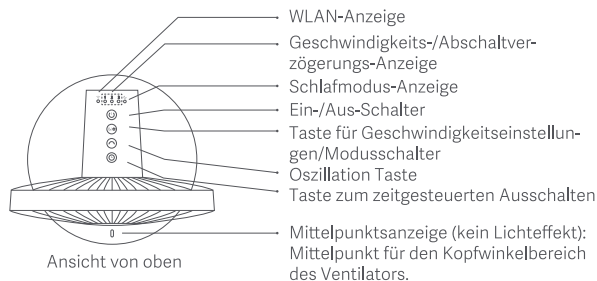 WLAN-Anzeige
Geschwindigkeits-/Abschaltver-
zögerungs-Anzeige
Schlafmodus-Anzeige
Ein-/Aus-Schalter
Taste für Geschwindigkeitseinstellun-
gen/Modusschalter
Oszillation Taste
Taste zum zeitgesteuerten Ausschalten
Mittelpunktsanzeige (kein Lichteffekt):
Mittelpunkt für den Kopfwinkelbereich
des Ventilators.
Ansicht von oben